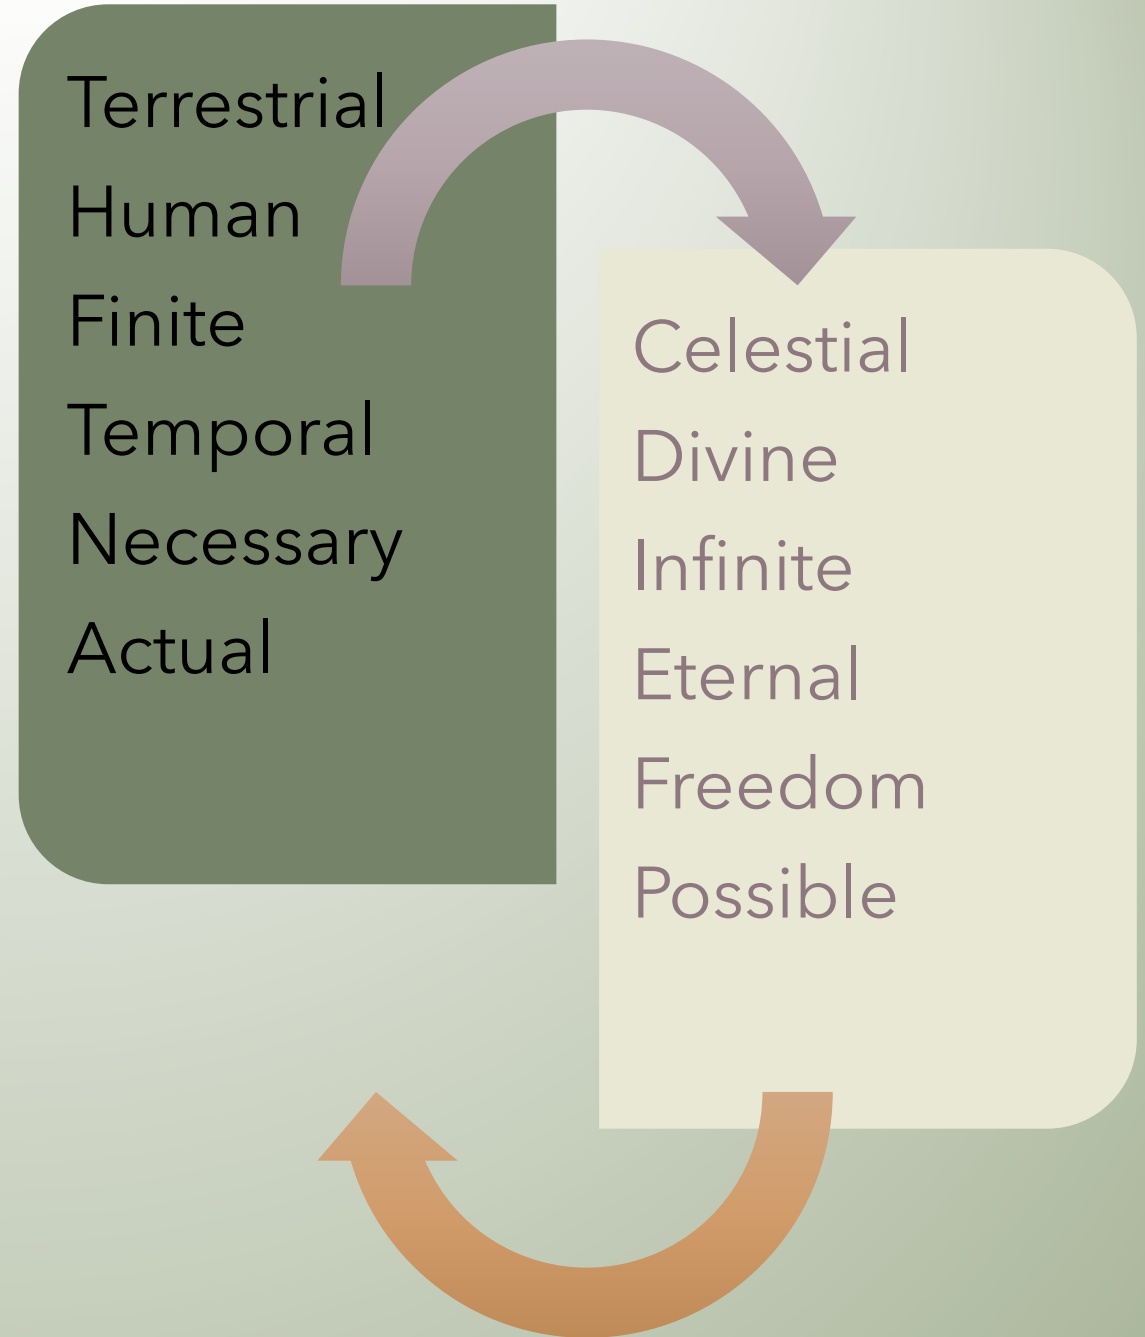 Terrestrial
Human
Finite
Temporal
Necessary
Actual
Celestial
Divine
Infinite
Eternal
Freedom
Possible